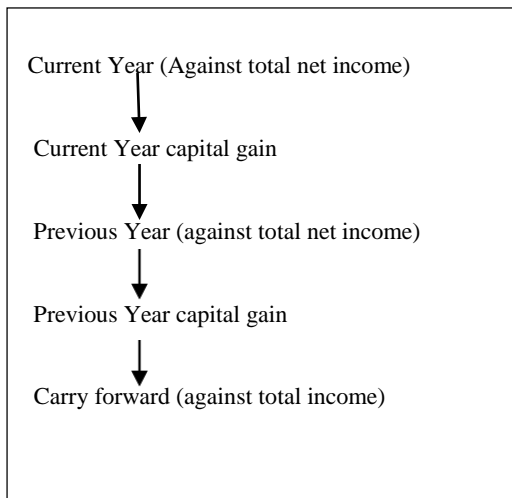 Current Year (Against total net income)
Current Year capital gain
Previous Year (against total net income)
Previous Year capital gain
Carry forward (against total income)